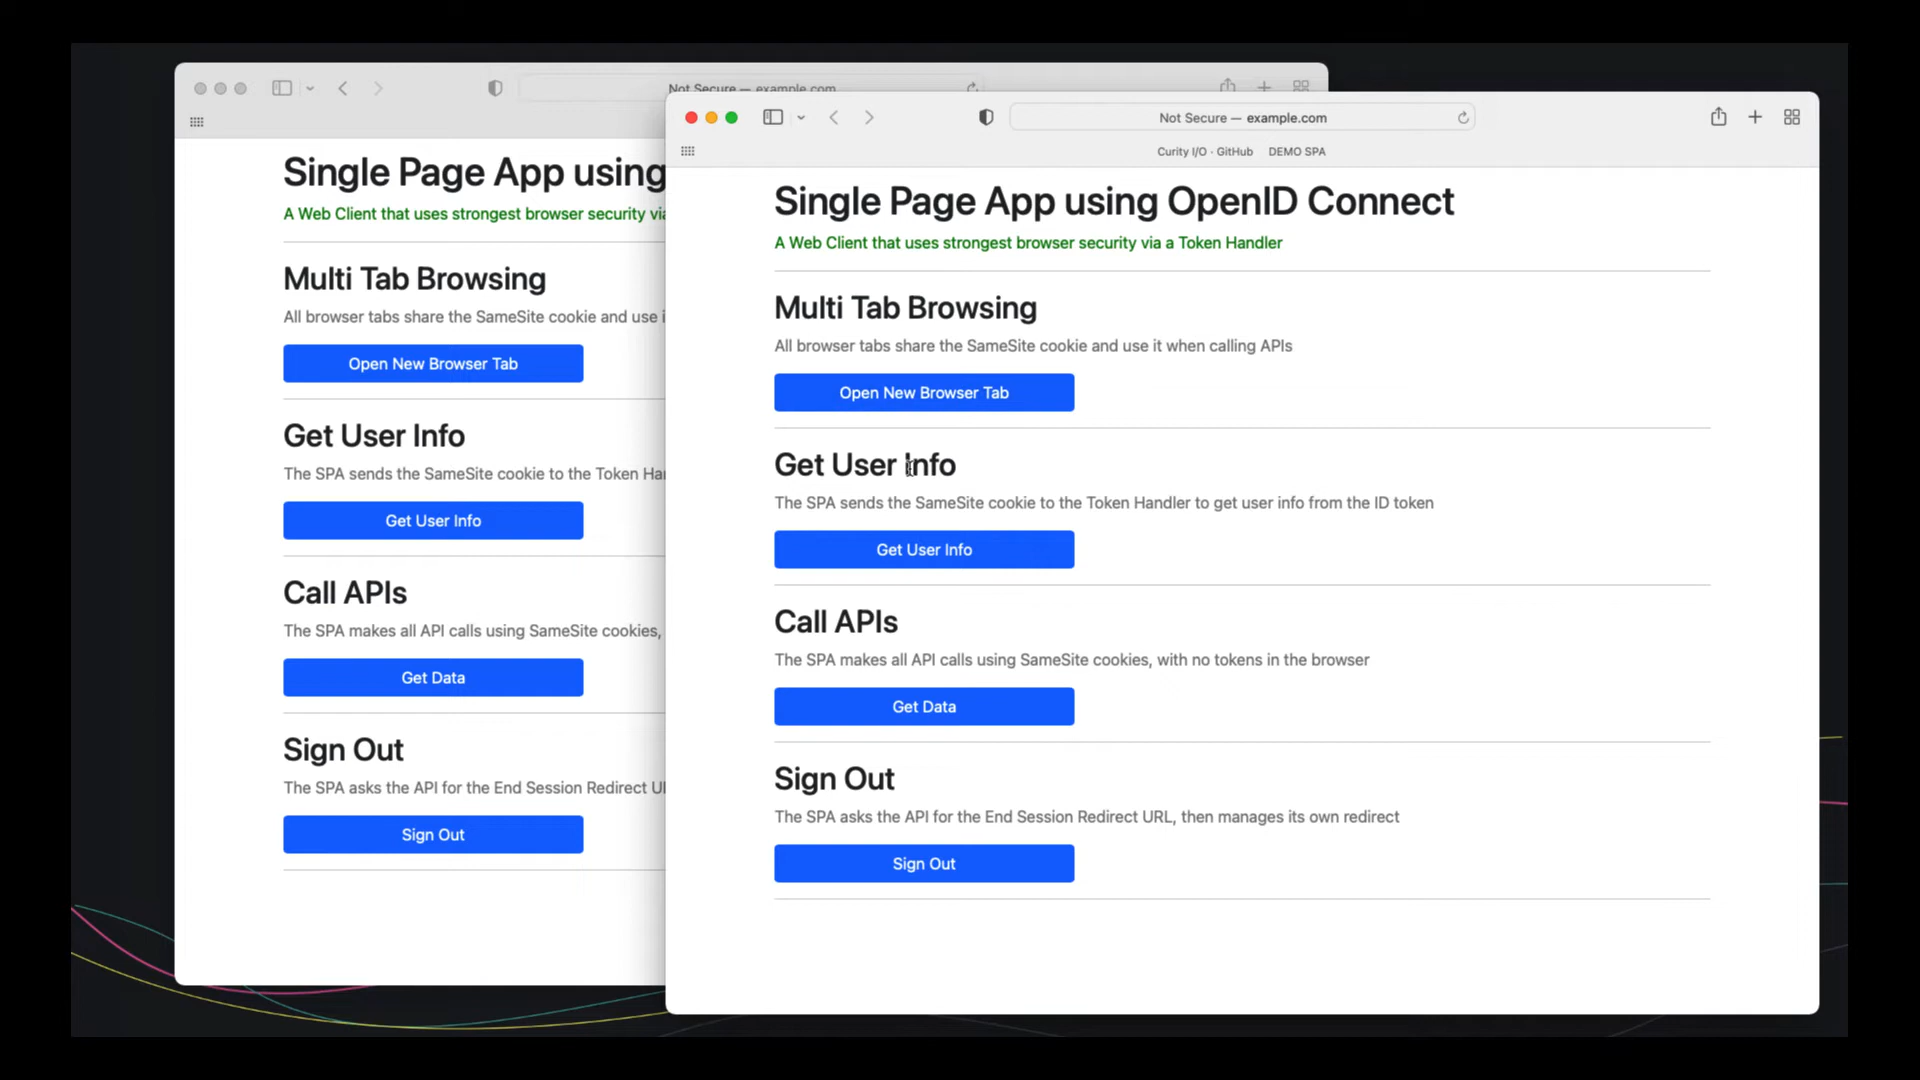 Not Secure — example.com
Single Page App using
A Web Client that uses strongest browser security via
Multi Tab Browsing
All browser tabs share the SameSite cookie and use i
Open New Browser Tab
Get User Info
The SPA sends the SameSite cookie to the Token Ha
Get User Info
Call APIs
The SPA makes all API calls using SameSite cookies,
Get Data
Sign Out
The SPA asks the API for the End Session Redirect U
Sign Out
Not Secure — example.com
Curity I/O · GitHub DEMO SPA
Single Page App using OpenID Connect
A Web Client that uses strongest browser security via a Token Handler
Multi Tab Browsing
All browser tabs share the SameSite cookie and use it when calling APIs
Open New Browser Tab
Get User Info
The SPA sends the SameSite cookie to the Token Handler to get user info from the ID token
Get User Info
Call APIs
The SPA makes all API calls using SameSite cookies, with no tokens in the browser
Get Data
Sign Out
The SPA asks the API for the End Session Redirect URL, then manages its own redirect
Sign Out